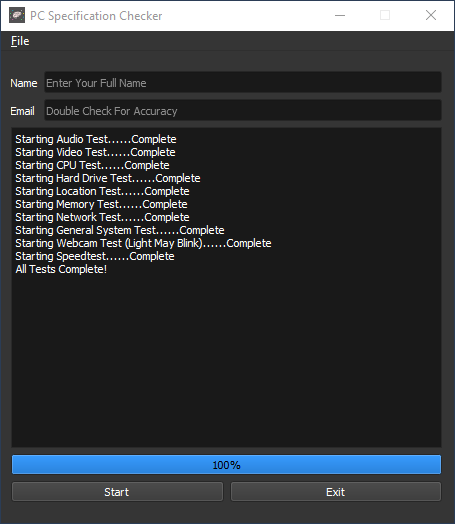 PC Specification Checker
File
Name Enter Your Full Name
Email Double Check For Accuracy
Starting Audio Test......Complete
Starting Video Test......Complete
Starting CPU Test......Complete
Starting Hard Drive Test......Complete
Starting Location Test......Complete
Starting Memory Test......Complete
Starting Network Test......Complete
Starting General System Test......Complete
Starting Webcam Test (Light May Blink)......Complete
Starting Speedtest......Complete
All Tests Complete!
100%
Start Exit